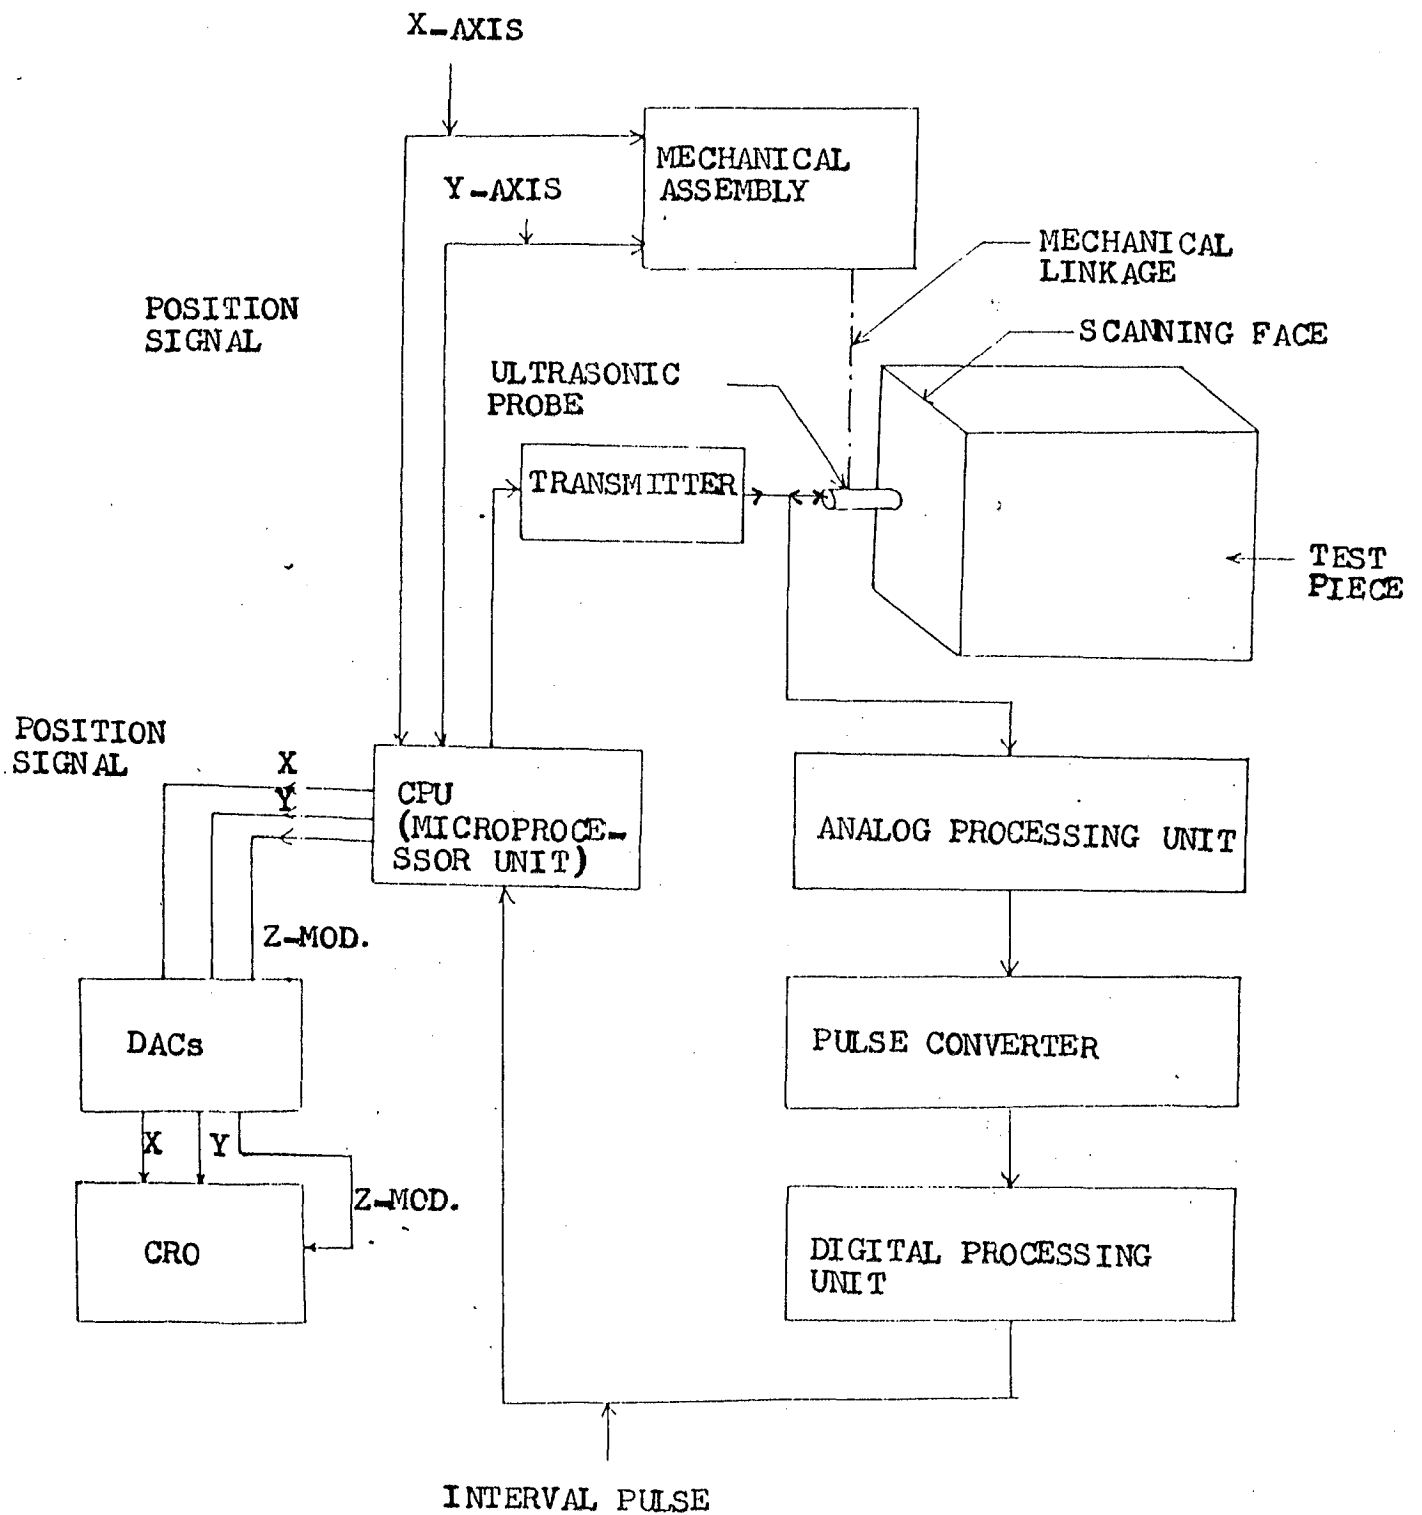 X-AXIS
MECHANICAL
ASSEMBLY
Y-AXIS
MECHANICAL
LINKAGE
POSITION
SIGNAL
SCANNING FACE
ULTRASONIC
PROBE
TRANSMITTER
TEST
PIECE
POSITION
SIGNAL
X
Y
CPU
(MICROPROCE-
SSOR UNIT)
ANALOG PROCESSING UNIT
Z-MOD.
DACs
PULSE CONVERTER
X
Y
Z-MOD.
CRO
DIGITAL PROCESSING
UNIT
INTERVAL PULSE